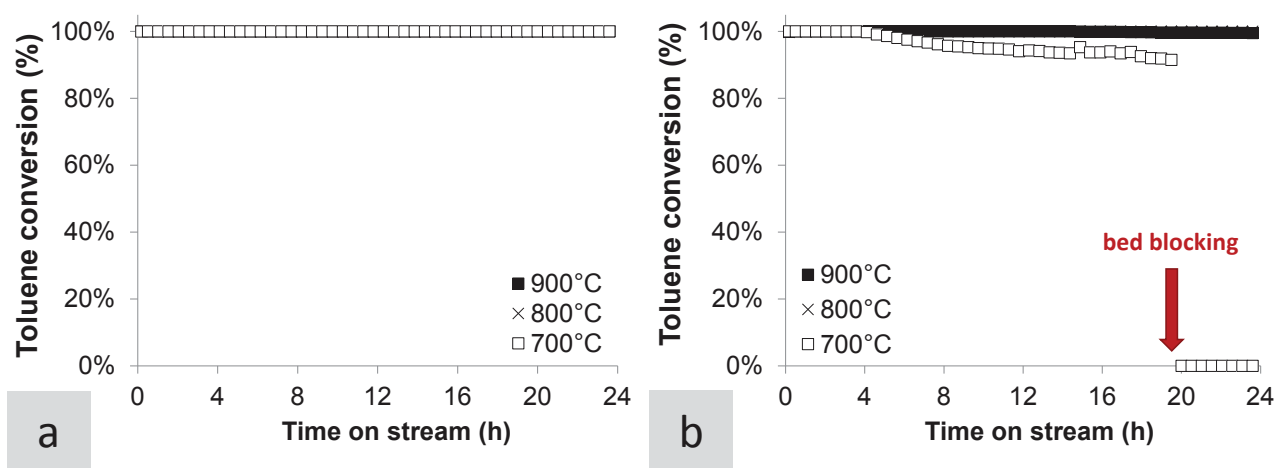 Toluene conversion (%)
100%
80%
60%
40%
20%
0%
900°C
800°C
700°C
0 4 8 12 16 20 24
Time on stream (h)
a
Toluene conversion (%)
100%
80%
60%
40%
20%
0%
bed blocking
900°C
800°C
700°C
0 4 8 12 16 20 24
Time on stream (h)
b